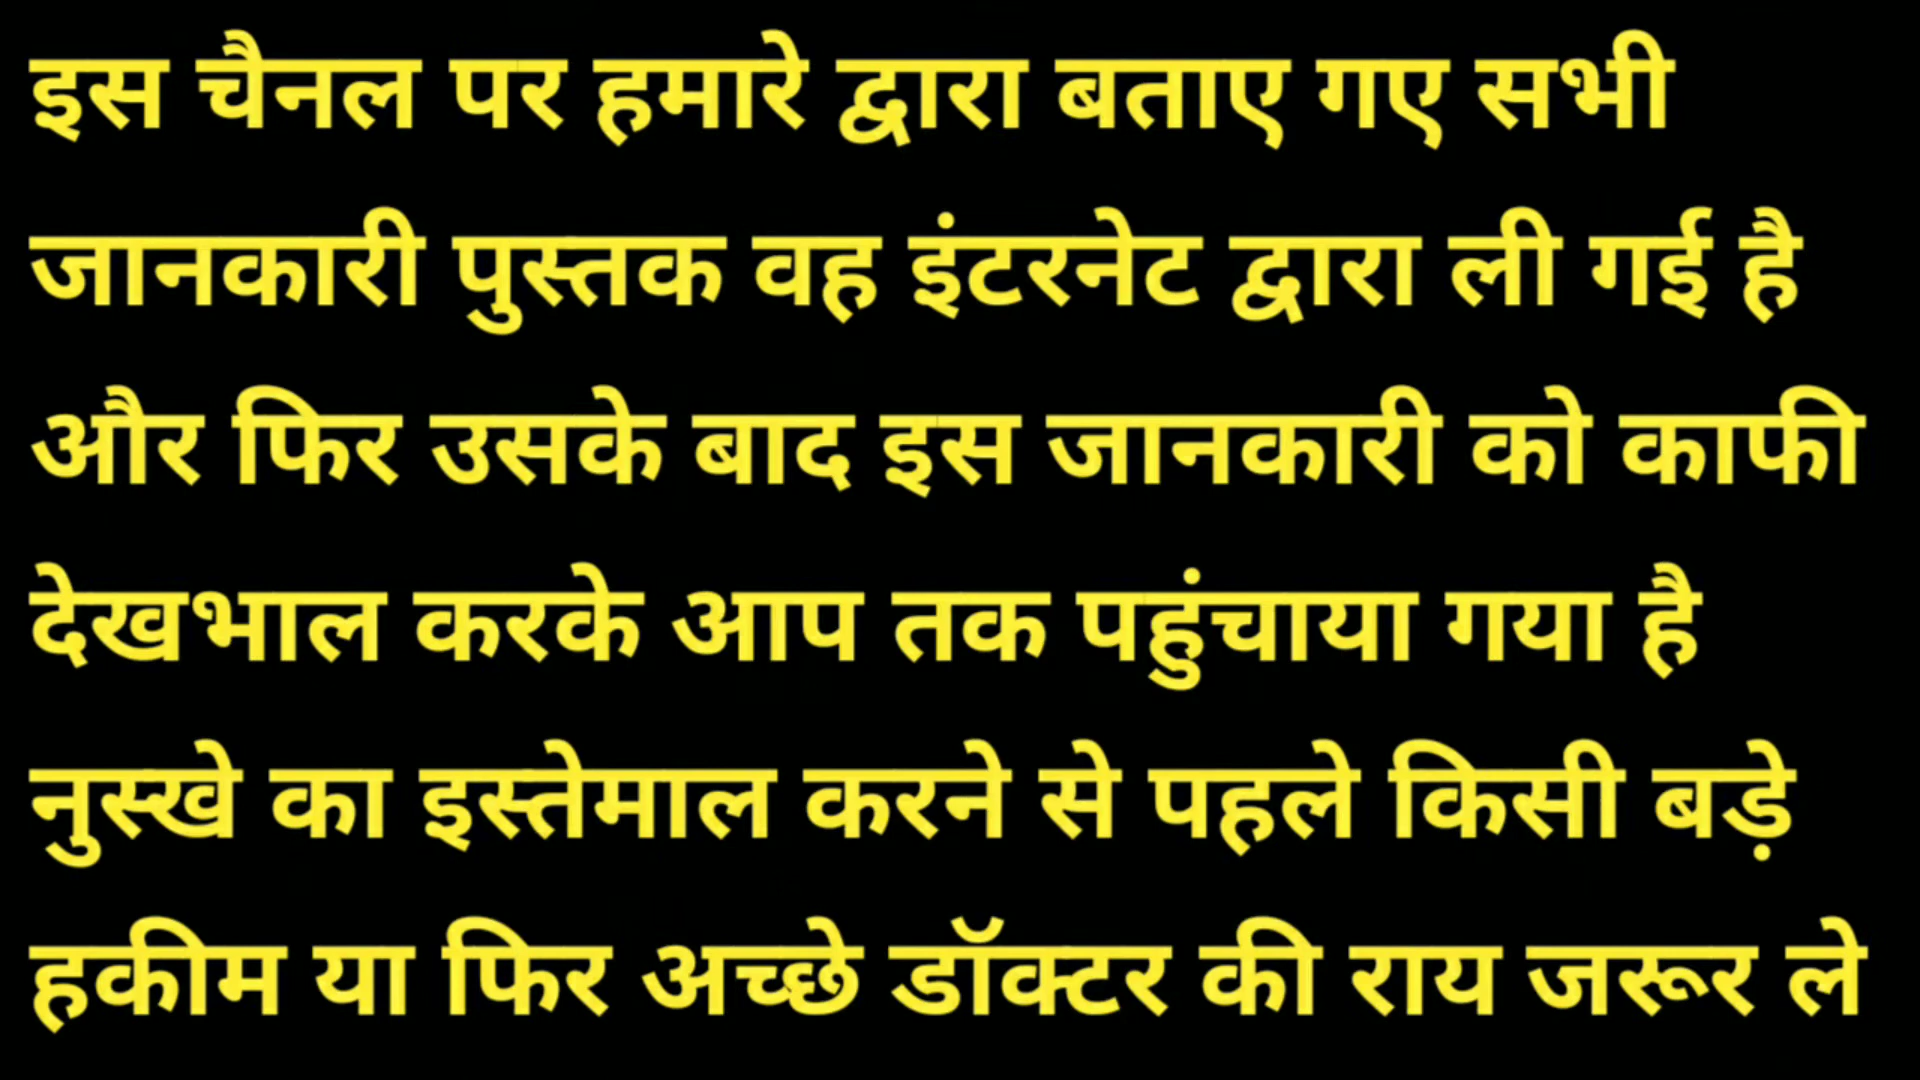 इस चैनल पर हमारे द्वारा बताए गए सभी
जानकारी पुस्तक वह इंटरनेट द्वारा ली गई है
और फिर उसके बाद इस जानकारी को काफी
देखभाल करके आप तक पहुंचाया गया है
नुस्खे का इस्तेमाल करने से पहले किसी बड़े
हकीम या फिर अच्छे डॉक्टर की राय जरूर ले